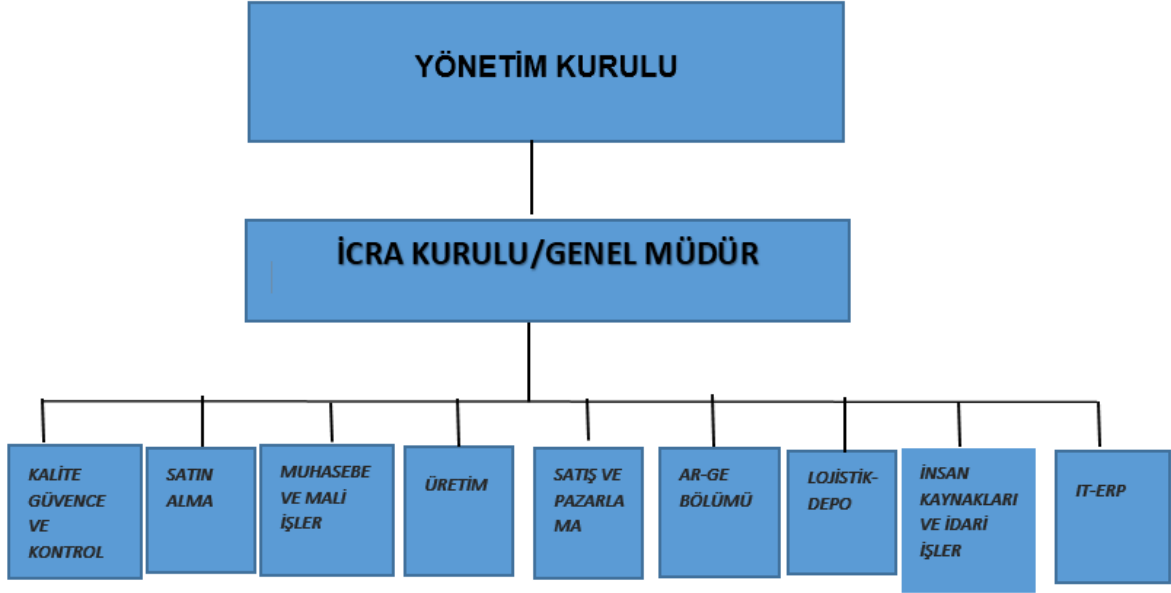 YÖNETİM KURULU
İCRA KURULU/GENEL MÜDÜR
KALİTE
GÜVENCE
VE
KONTROL
SATIN
ALMA
MUHASEBE
VE MALİ
İŞLER
ÜRETİM
SATIŞ VE
PAZARLA
MA
AR-GE
BÖLÜMÜ
LOJİSTİK-
DEPO
İNSAN
KAYNAKLARI
VE İDARİ
İŞLER
IT-ERP